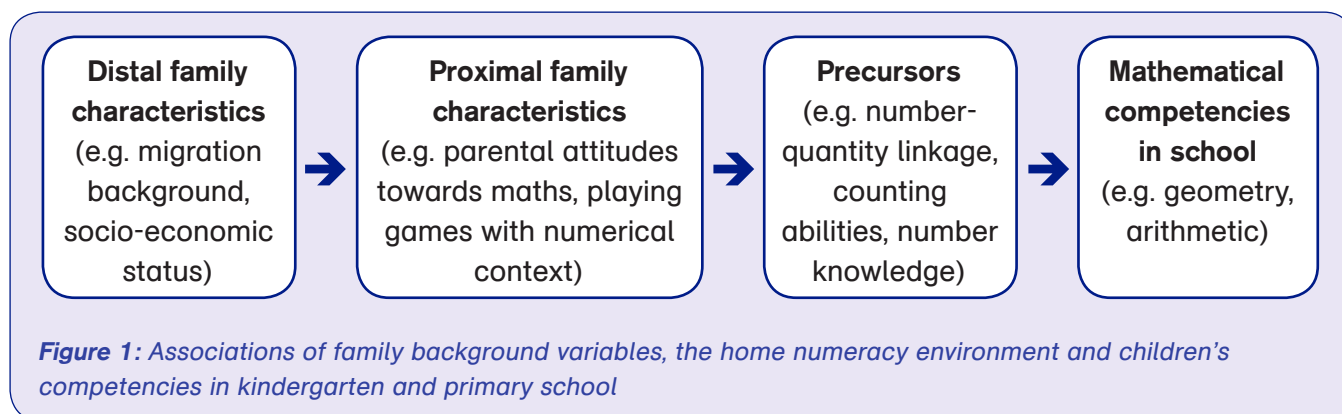 Distal family
characteristics
(e.g. migration
background,
socio-economic
status)
Proximal family
characteristics
(e.g. parental attitudes
towards maths, playing
games with numerical
context)
Precursors
(e.g. number-
quantity linkage,
counting
abilities, number
knowledge)
Mathematical
competencies
in school
(e.g. geometry,
arithmetic)
Figure 1: Associations of family background variables, the home numeracy environment and children’s
competencies in kindergarten and primary school